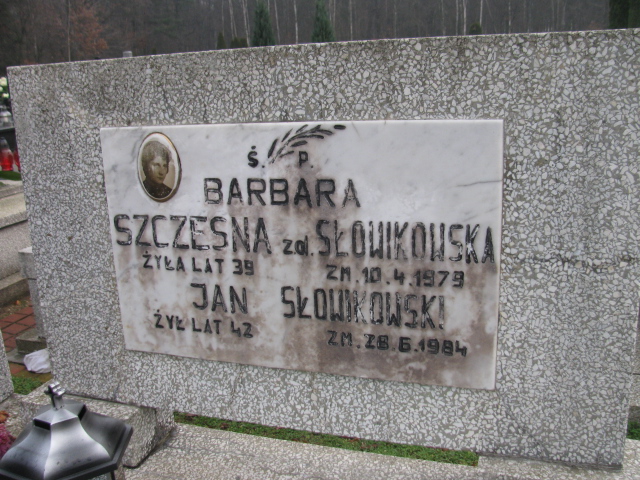 Ś. P.
BARBARA
SZCZESNA zd. SŁOWIKOWSKA
ŻYŁA LAT 39 ZM. 10.4.1979
JAN SŁOWIKOWSKI
ŻYŁ LAT 42 ZM. 28.6.1984